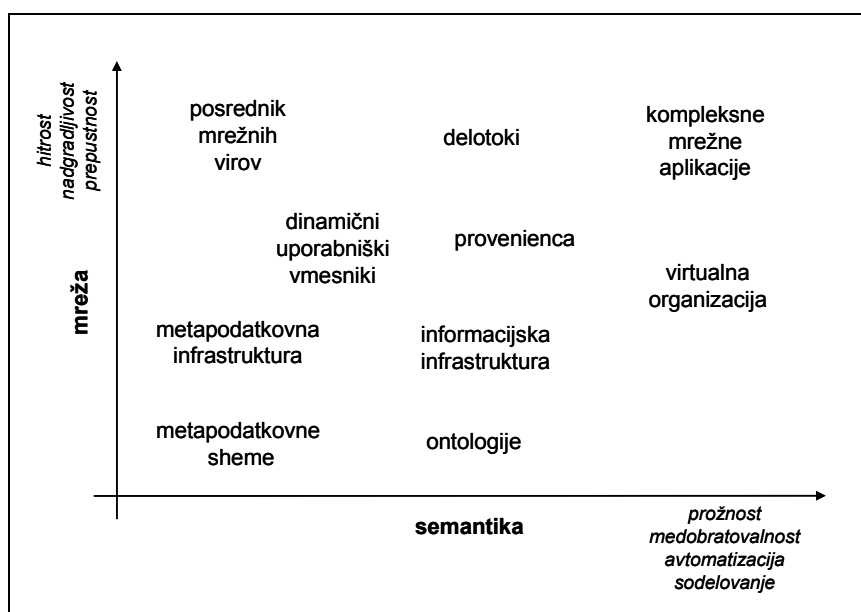 hitrost
nadgradljivost
prepustnost
mreža
posrednik
mrežnih
virov
delotoki
kompleksne
mrežne
aplikacije
dinamični
uporabniški
vmesniki
provenienca
virtualna
organizacija
metapodatkovna
infrastruktura
informacijska
infrastruktura
metapodatkovne
sheme
ontologije
semantika
prožnost
medobratovalnost
avtomatizacija
sodelovanje